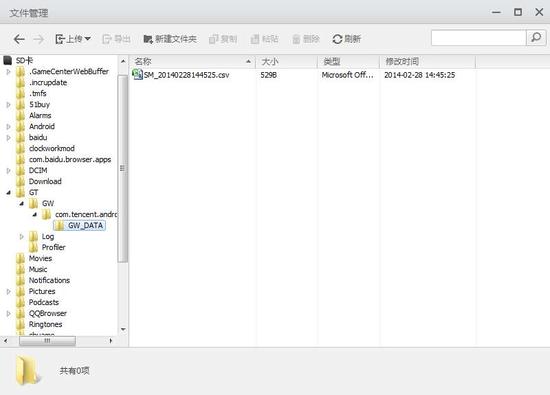 文件管理
上传 导出 新建文件夹 复制 粘贴 删除 刷新
SD卡
.GameCenterWebBuffer
.incrupdate
.tmfs
51buy
Alarms
Android
baidu
clockworkmod
com.baidu.browser.apps
DCIM
Download
GT
GW
com.tencent.andro
GW_DATA
Log
Profiler
Movies
Music
Notifications
Pictures
Podcasts
QQBrowser
Ringtones
名称 大小 类型 修改时间
SM_20140228144525.csv 529B Microsoft Off... 2014-02-28 14:45:25
共有0项